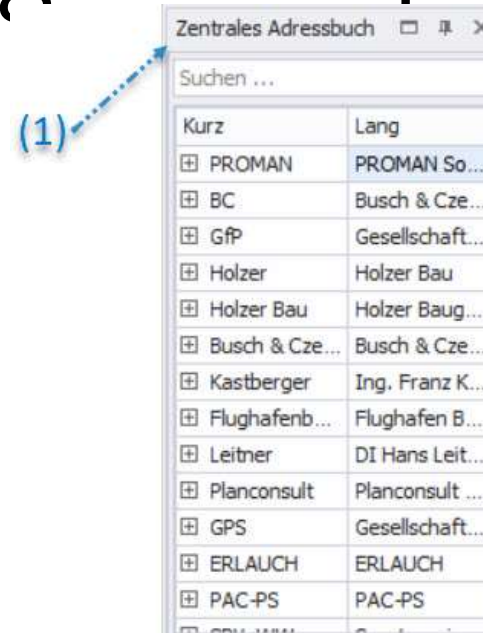 Zentrales Adressbuch
Suchen ...
(1)
Kurz Lang
PROMAN PROMAN So...
BC Busch & Cze...
GfP Gesellschaft...
Holzer Holzer Bau
Holzer Bau Holzer Baug...
Busch & Cze... Busch & Cze...
Kastberger Ing. Franz K...
Flughafenb... Flughafen B...
Leitner DI Hans Leit...
Planconsult Planconsult ...
GPS Gesellschaft...
ERLAUCH ERLAUCH
PAC-PS PAC-PS